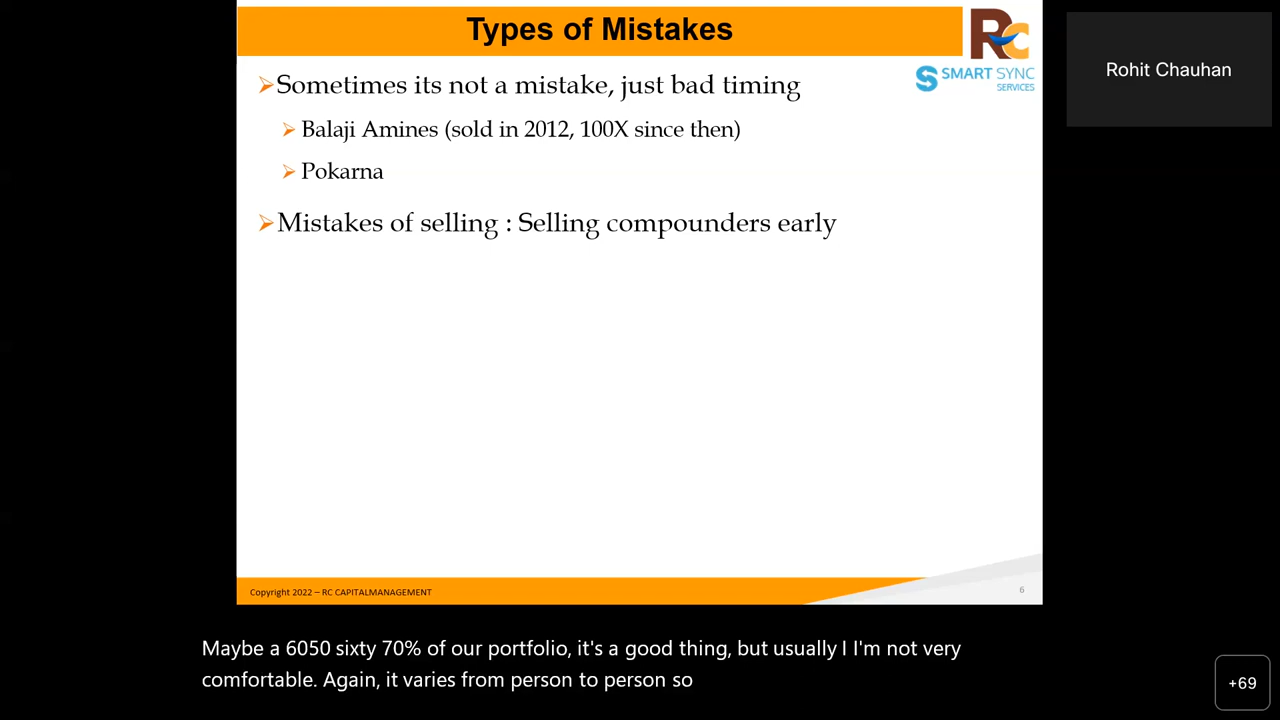 Types of Mistakes
Rc
SMART SYNC
SERVICES
Rohit Chauhan
Sometimes its not a mistake, just bad timing
Balaji Amines (sold in 2012, 100X since then)
Pokarna
Mistakes of selling : Selling compounders early
Copyright 2022 – RC CAPITALMANAGEMENT
6
Maybe a 6050 sixty 70% of our portfolio, it's a good thing, but usually I I'm not very
comfortable. Again, it varies from person to person so
+69